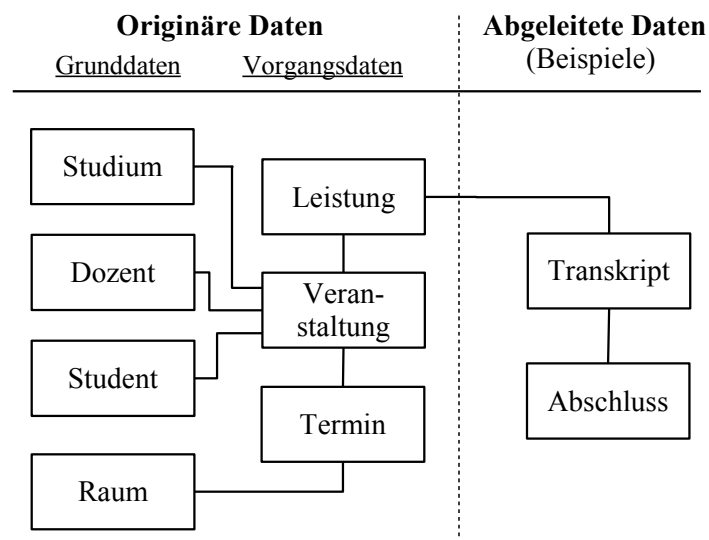 Originäre Daten
Abgeleitete Daten
(Beispiele)
Grunddaten
Vorgangsdaten
Studium
Leistung
Dozent
Veran-
staltung
Transkript
Student
Termin
Abschluss
Raum